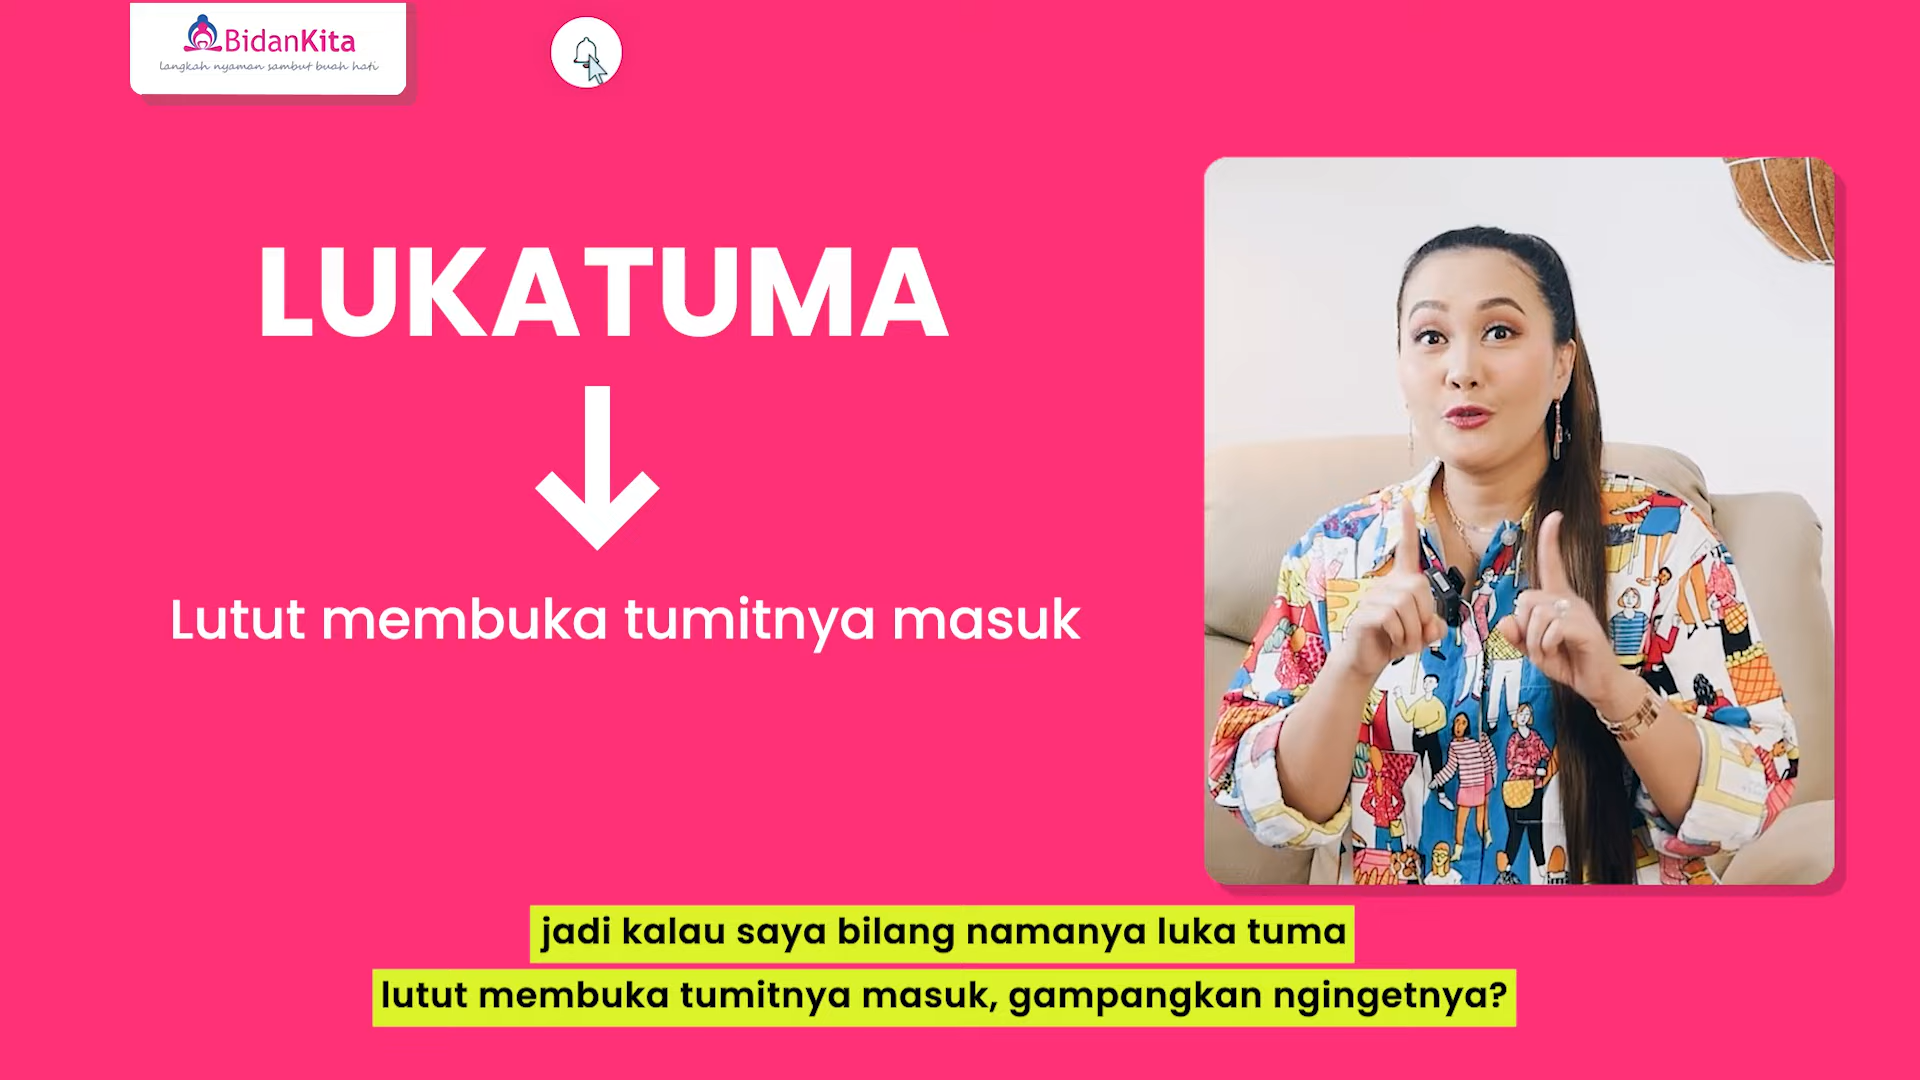 BidanKita
langkah nyaman sambut buah hati
LUKATUMA
Lutut membuka tumitnya masuk
jadi kalau saya bilang namanya luka tuma
lutut membuka tumitnya masuk, gampangkan ngingetnya?